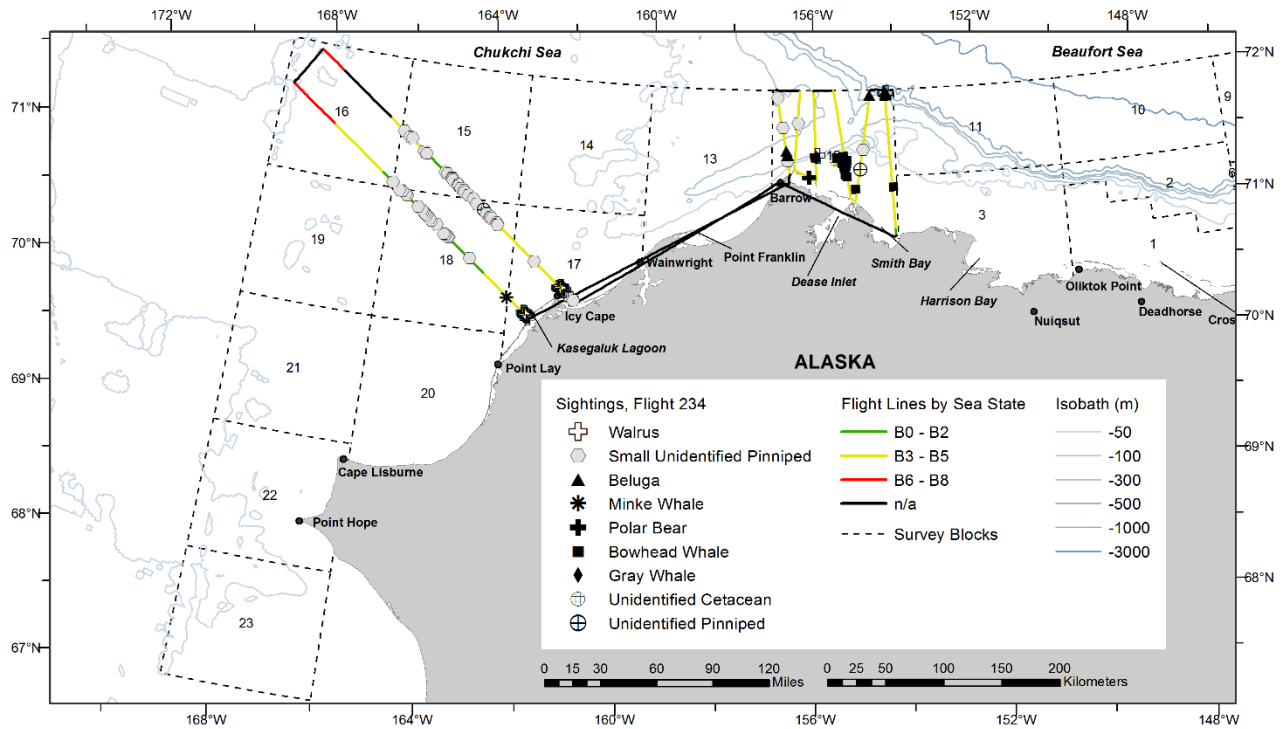 172°W 168°W 164°W 160°W 156°W 152°W 148°W
Chukchi Sea
Beaufort Sea
72°N
71°N
9
10
16
15
14
13
11
71°N
2
6
Barrow
3
19
70°N
17
Wainwright
Point Franklin
1
18
Dease Inlet
Smith Bay
Harrison Bay
Oliktok Point
Deadhorse
Icy Cape
Nuiqsut
Cros
70°N
Kasegaluk Lagoon
21
Point Lay
ALASKA
69°N
20
69°N
Cape Lisburne
22
Point Hope
68°N
68°N
23
67°N
Sightings, Flight 234
Walrus
Small Unidentified Pinniped
Beluga
Minke Whale
Polar Bear
Bowhead Whale
Gray Whale
Unidentified Cetacean
Unidentified Pinniped
Flight Lines by Sea State
B0 - B2
B3 - B5
B6 - B8
n/a
Survey Blocks
Isobath (m)
-50
-100
-300
-500
-1000
-3000
0 15 30 60 90 120
Miles
0 25 50 100 150 200
Kilometers
168°W 164°W 160°W 156°W 152°W 148°W